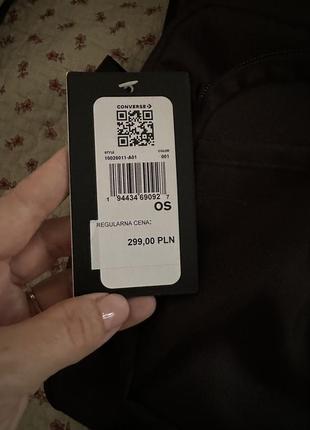 CONVERSE
STYLE COLOR
10026011-A01 001
1 94434 69092 7
OS
REGULARNA CENA:
299,00 PLN